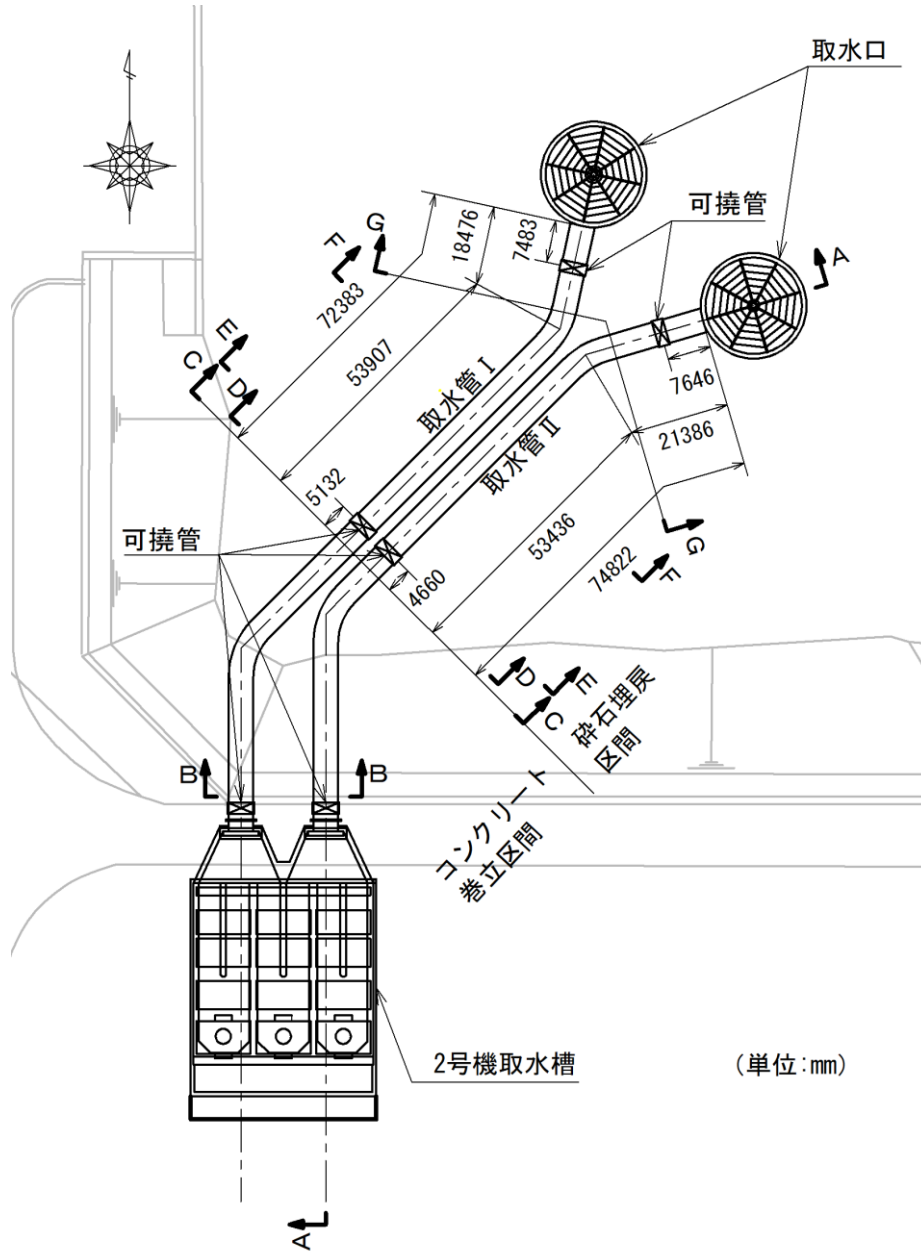 取水口
可撓管
A
G
F
18476
7483
72383
53907
E
C
D
取水管Ⅰ
取水管Ⅱ
7646
21386
5132
可撓管
4660
53436
74822
G
F
D
E
C
砕石埋戻
区間
コンクリート
巻立区間
B
B
2号機取水槽
(単位:mm)
A